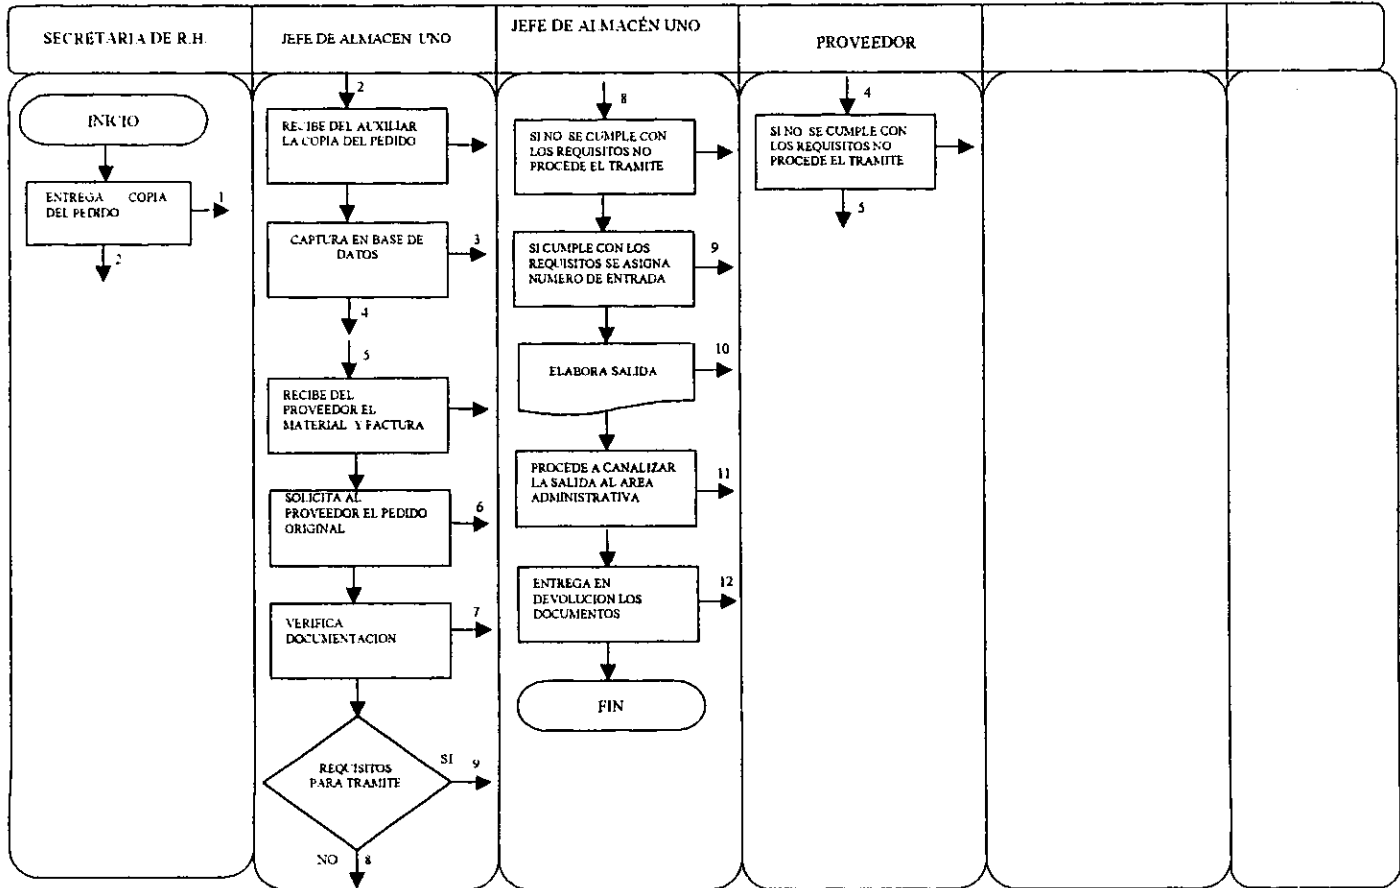 SECRETARIA DE R.H.
JEFE DE ALMACEN UNO
JEFE DE ALMACÉN UNO
PROVEEDOR
INICIO
ENTREGA COPIA
DEL PEDIDO
1
2
2
RECIBE DEL AUXILIAR
LA COPIA DEL PEDIDO
CAPTURA EN BASE DE
DATOS
3
4
5
RECIBE DEL
PROVEEDOR EL
MATERIAL Y FACTURA
SOLICITA AL
PROVEEDOR EL PEDIDO
ORIGINAL
6
VERIFICA
DOCUMENTACION
7
REQUISITOS
PARA TRAMITE
SI 9
NO 8
8
SI NO SE CUMPLE CON
LOS REQUISITOS NO
PROCEDE EL TRAMITE
SI CUMPLE CON LOS
REQUISITOS SE ASIGNA
NUMERO DE ENTRADA
9
ELABORA SALIDA
10
PROCEDE A CANALIZAR
LA SALIDA AL AREA
ADMINISTRATIVA
11
ENTREGA EN
DEVOLUCION LOS
DOCUMENTOS
12
FIN
4
SI NO SE CUMPLE CON
LOS REQUISITOS NO
PROCEDE EL TRAMITE
5